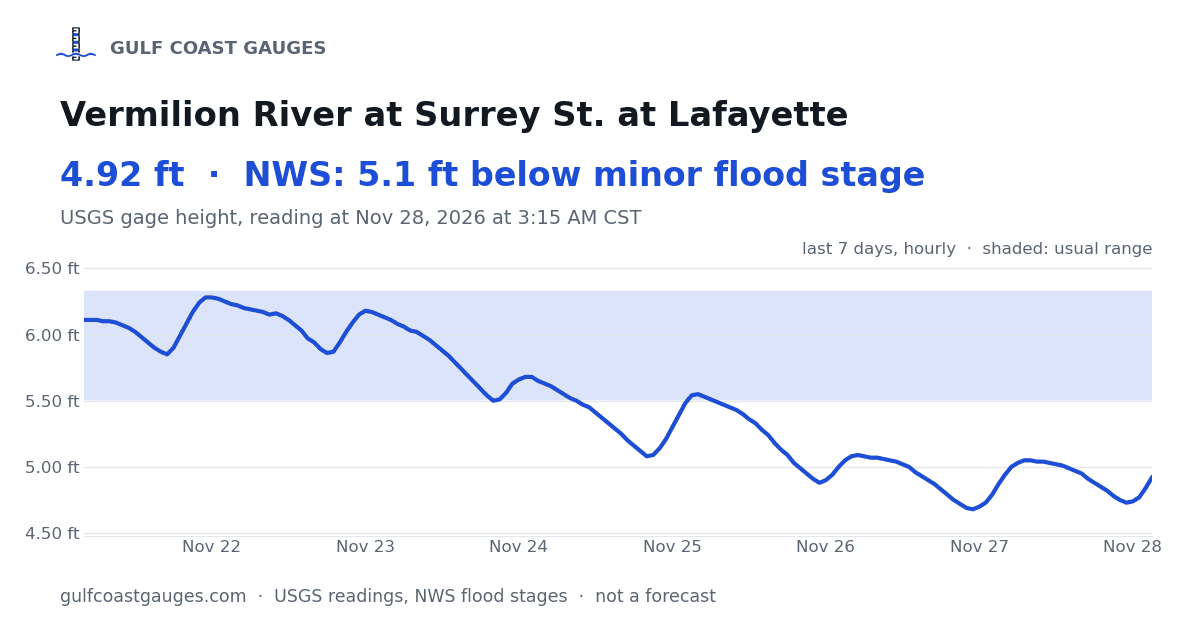 GULF COAST GAUGES
Vermilion River at Surrey St. at Lafayette
4.92 ft · NWS: 5.1 ft below minor flood stage
USGS gage height, reading at Nov 28, 2026 at 3:15 AM CST
last 7 days, hourly · shaded: usual range
6.50 ft
6.00 ft
5.50 ft
5.00 ft
4.50 ft
Nov 22 Nov 23 Nov 24 Nov 25 Nov 26 Nov 27 Nov 28
gulfcoastgauges.com · USGS readings, NWS flood stages · not a forecast